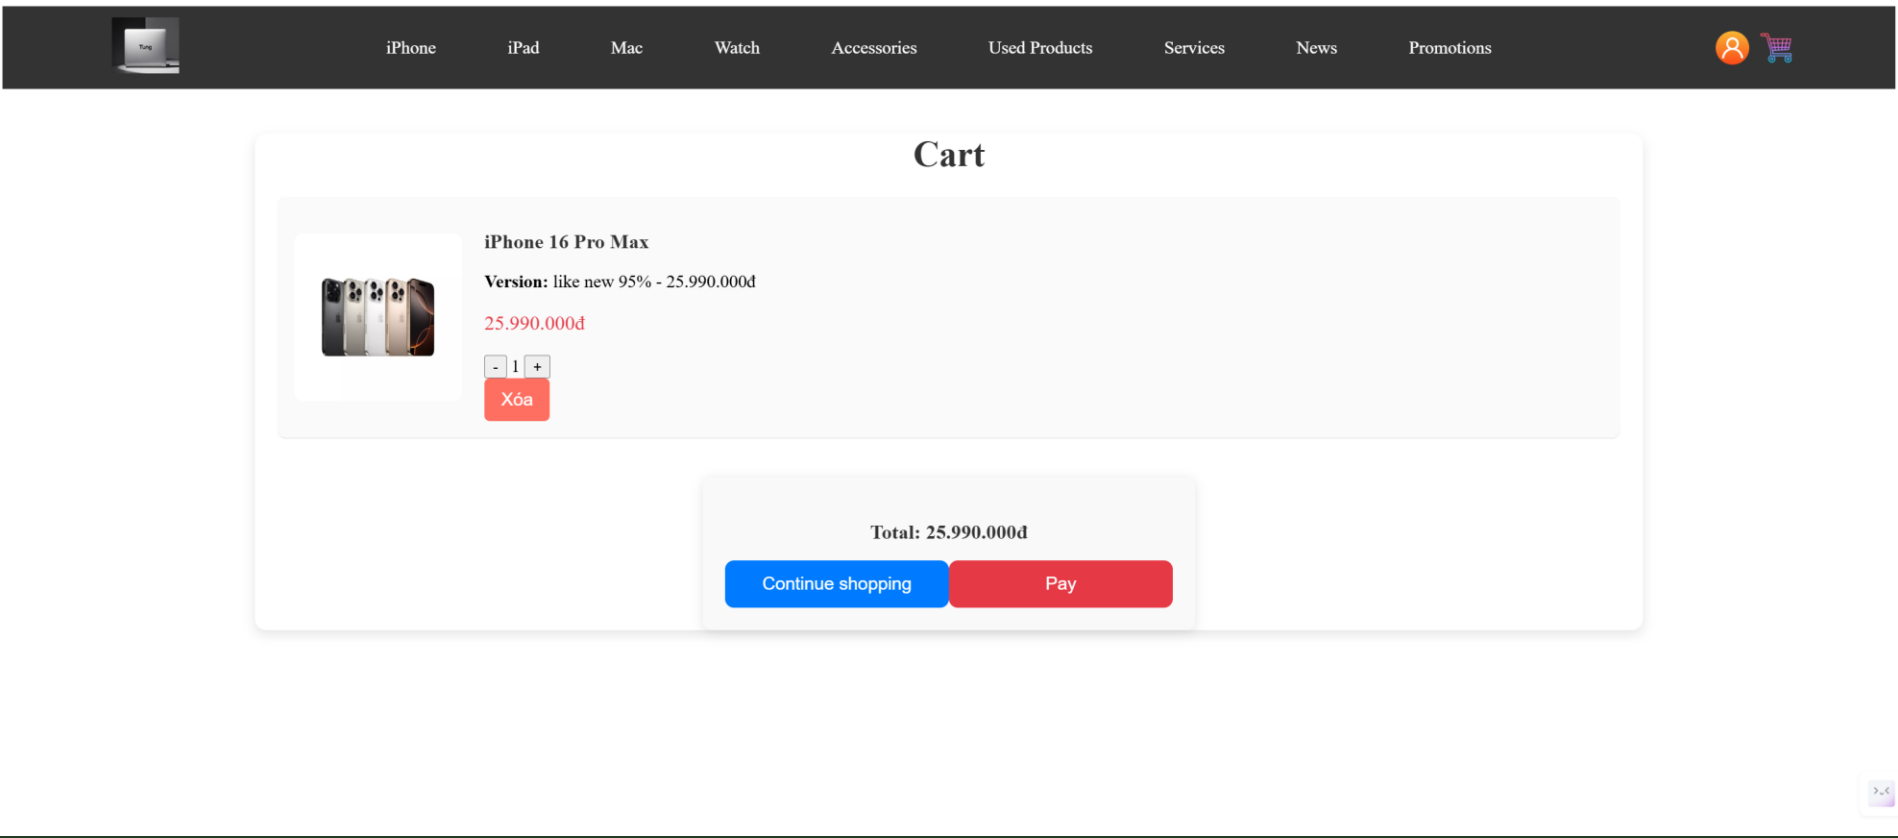 Tung
iPhone iPad Mac Watch Accessories Used Products Services News Promotions
Cart
iPhone 16 Pro Max
Version: like new 95% - 25.990.000đ
25.990.000đ
- 1 +
Xóa
Total: 25.990.000đ
Continue shopping Pay